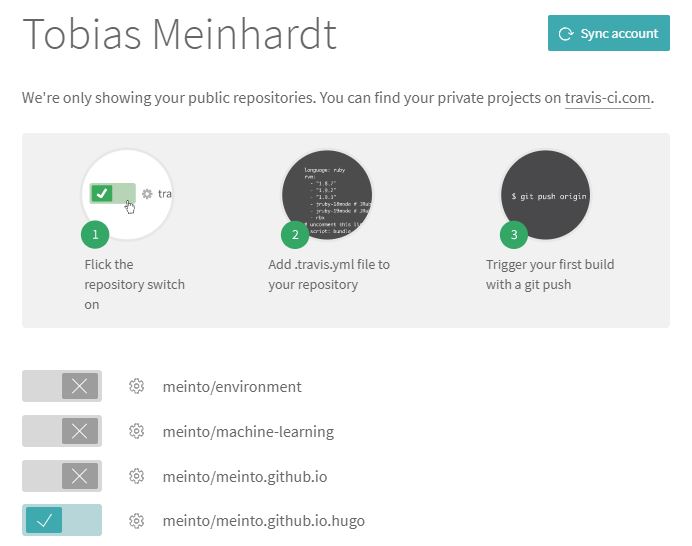 Tobias Meinhardt
Sync account
We're only showing your public repositories. You can find your private projects on travis-ci.com.
tra
language: ruby
rvm:
- "1.8.7"
- "1.9.2"
- "1.9.3"
- jruby-18mode # JRub
- jruby-19mode # JRu
- rbx
# uncomment this li
script: bundle
$ git push origin
1
2
3
Flick the
repository switch
on
Add .travis.yml file to
your repository
Trigger your first build
with a git push
meinto/environment
meinto/machine-learning
meinto/meinto.github.io
meinto/meinto.github.io.hugo